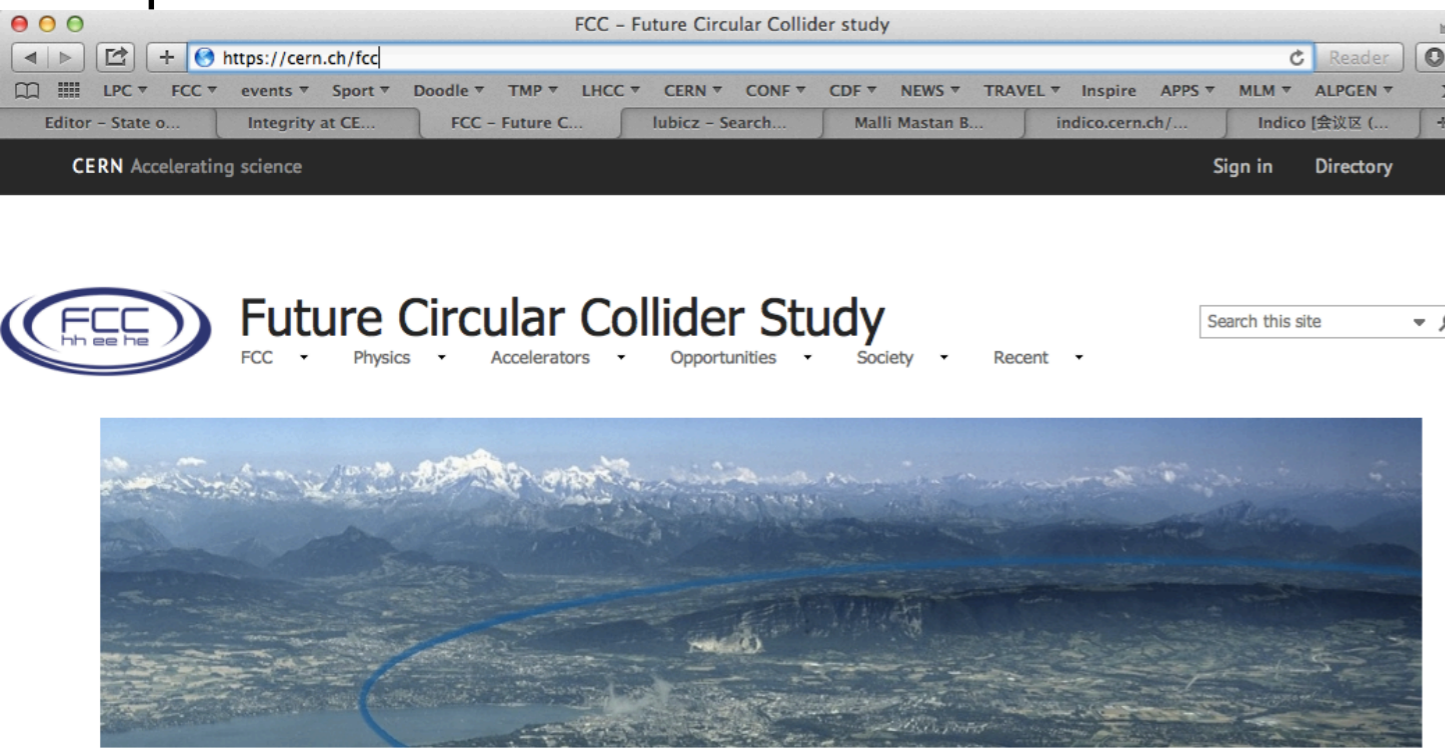 FCC – Future Circular Collider study
https://cern.ch/fcc
Reader
LPC FCC events Sport Doodle TMP LHCC CERN CONF CDF NEWS TRAVEL Inspire APPS MLM ALPGEN
Editor – State o... Integrity at CE... FCC – Future C... lubicz – Search... Malli Mastan B... indico.cern.ch/... Indico [会议区 (...
CERN Accelerating science Sign in Directory
FCC
hh ee he
Future Circular Collider Study
Search this site
FCC Physics Accelerators Opportunities Society Recent